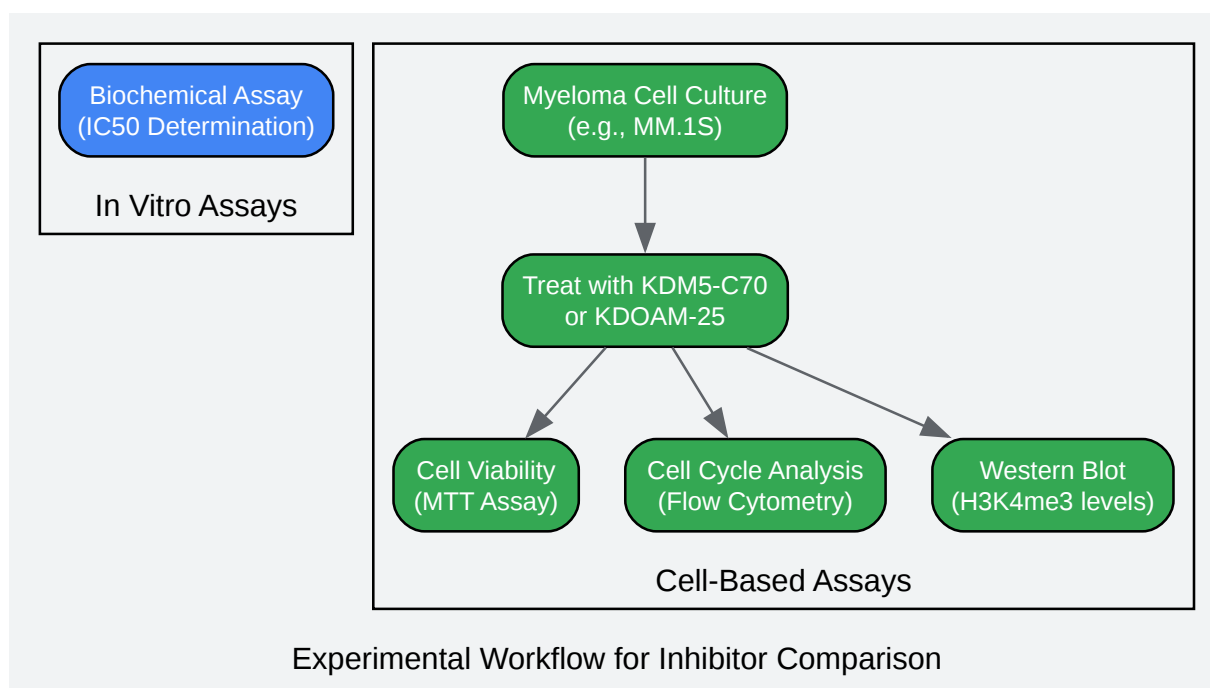 Biochemical Assay
(IC50 Determination)
In Vitro Assays
Myeloma Cell Culture
(e.g., MM.1S)
Treat with KDM5-C70
or KDOAM-25
Cell Viability
(MTT Assay)
Cell Cycle Analysis
(Flow Cytometry)
Western Blot
(H3K4me3 levels)
Cell-Based Assays
Experimental Workflow for Inhibitor Comparison